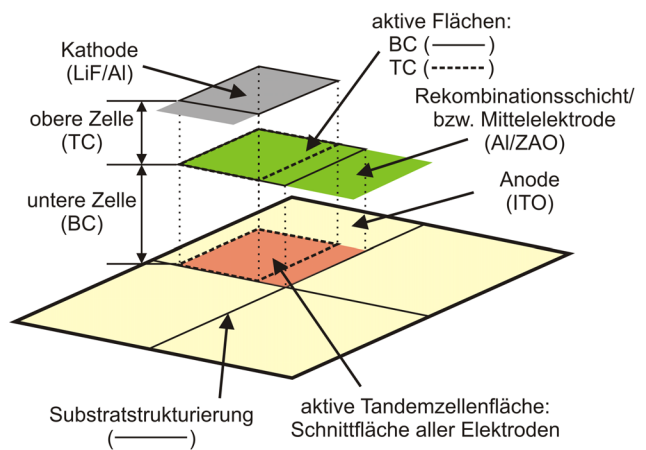 aktive Flächen:
BC (———)
TC (-------)
Kathode
(LiF/Al)
Rekombinationsschicht/
bzw. Mittelelektrode
(Al/ZAO)
obere Zelle
(TC)
Anode
(ITO)
untere Zelle
(BC)
Substratstrukturierung
(———)
aktive Tandemzellenfläche:
Schnittfläche aller Elektroden